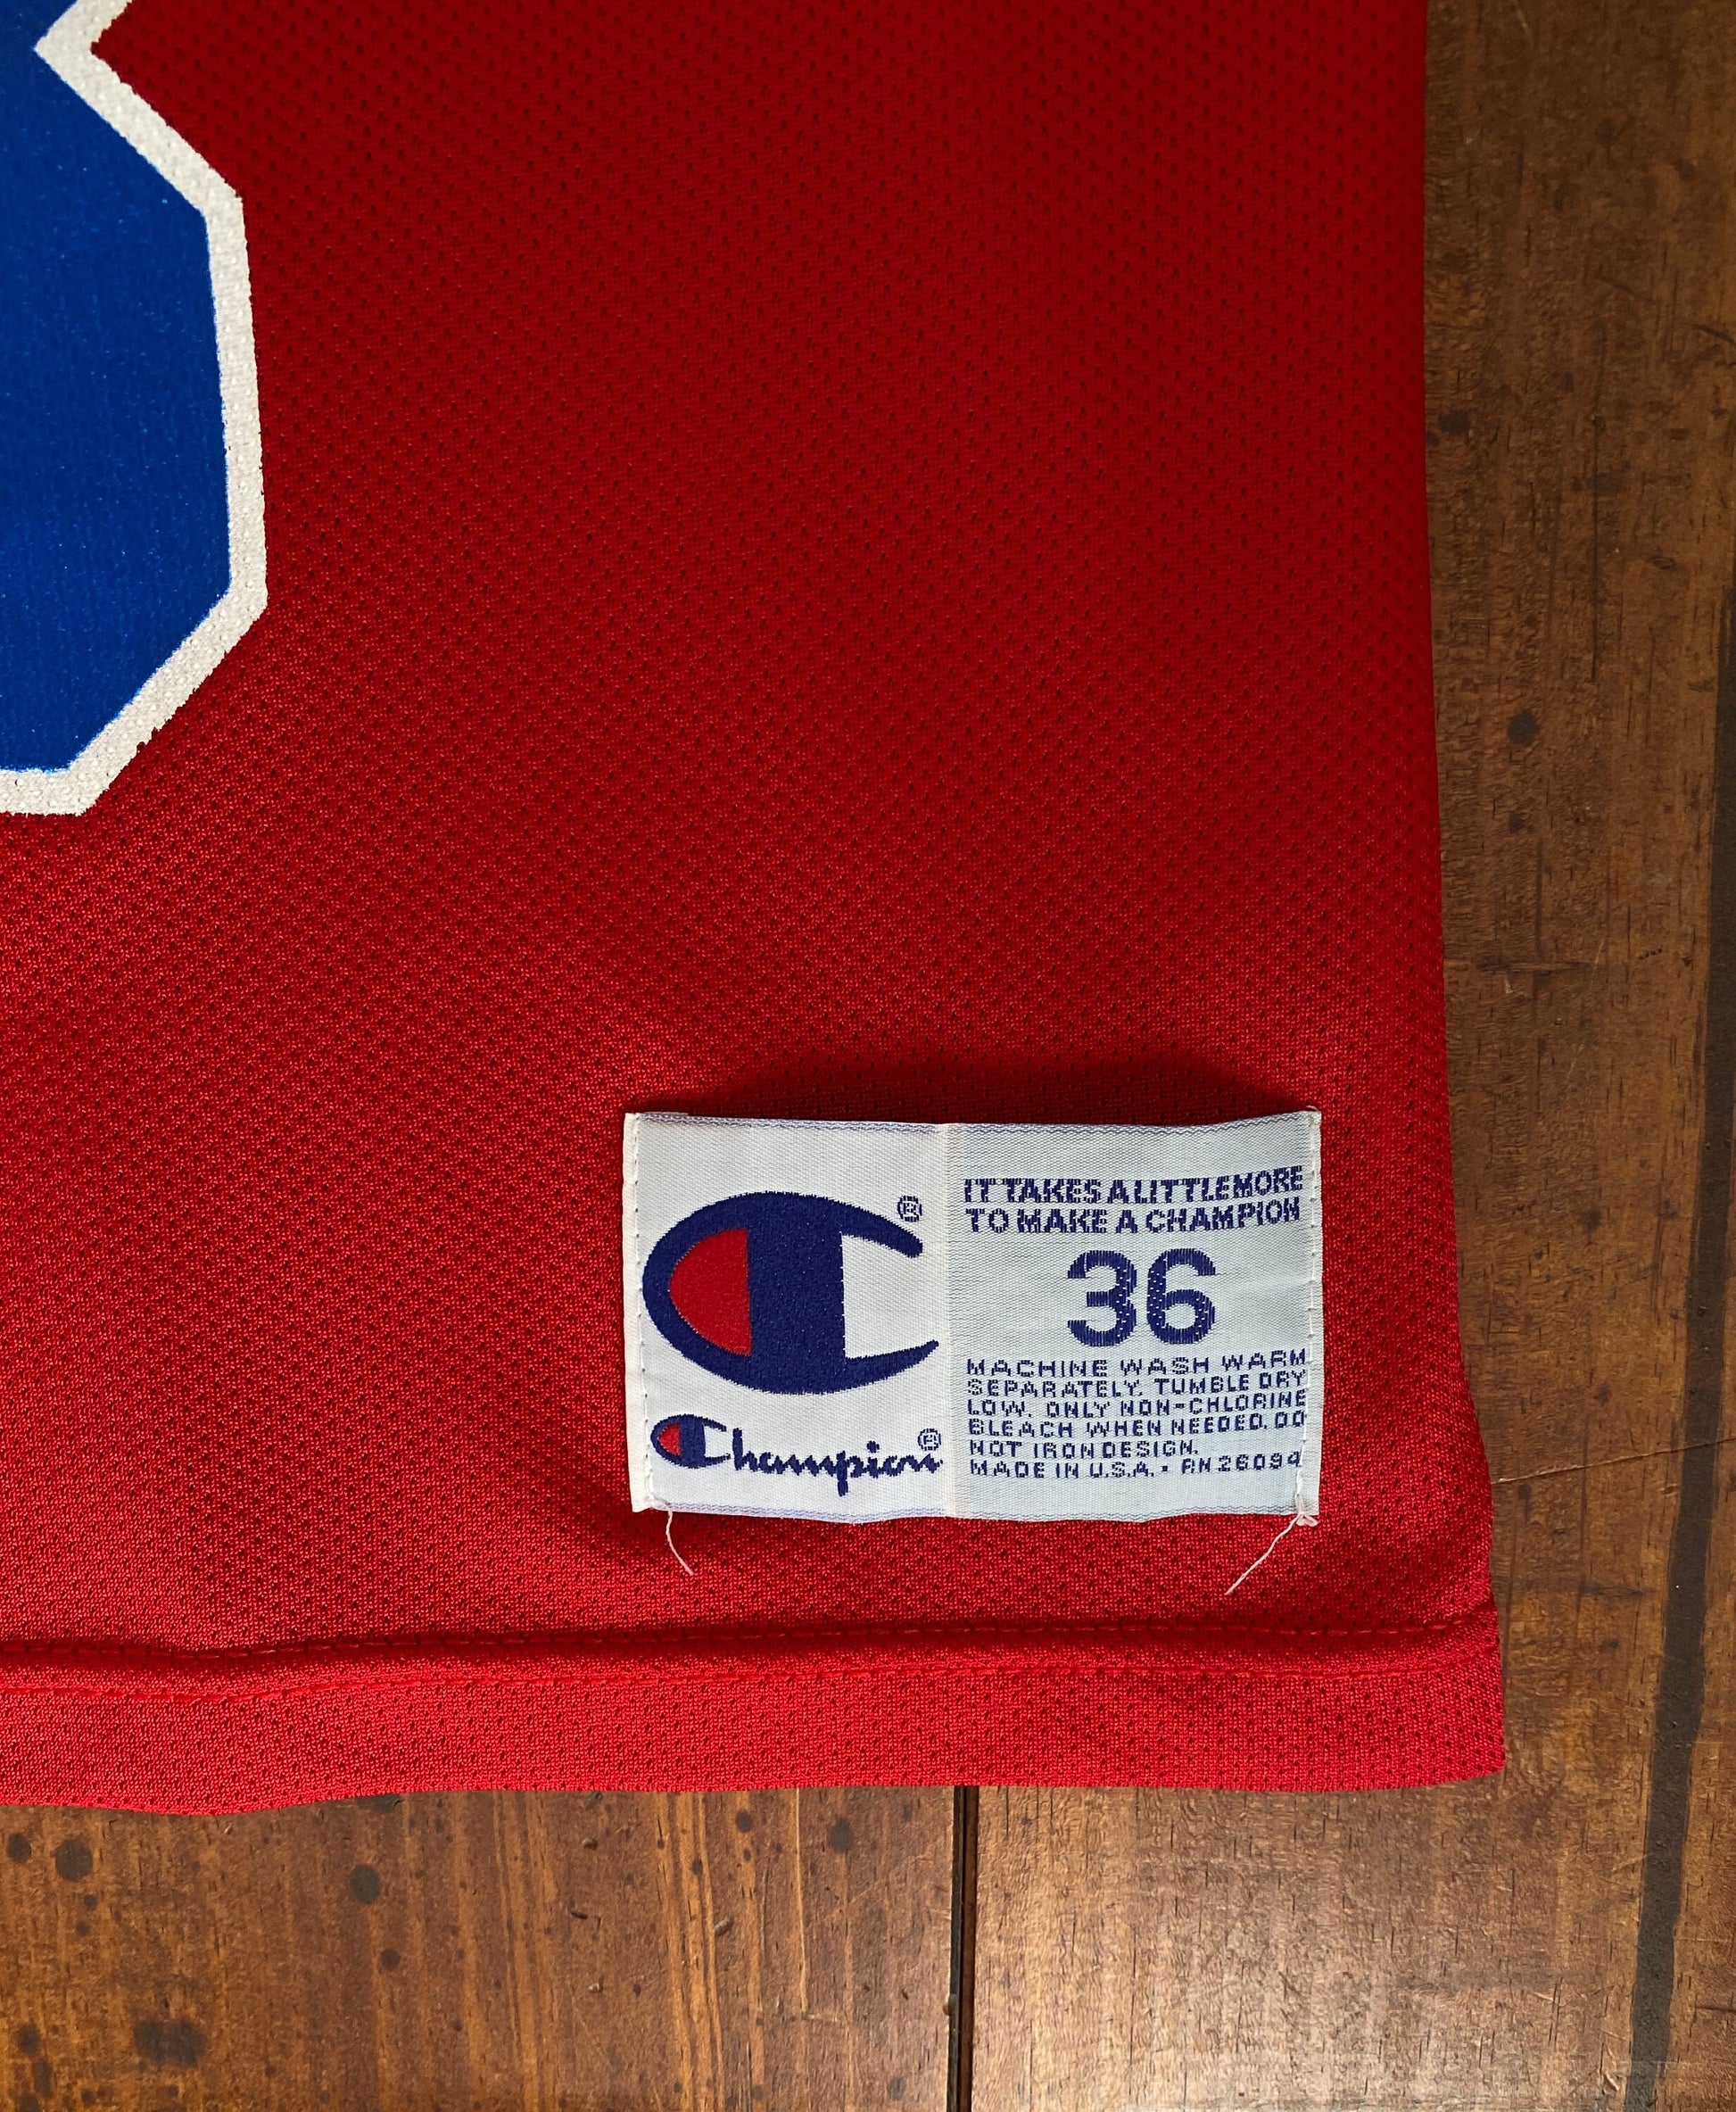 ®
Champion®
IT TAKES A LITTLE MORE
TO MAKE A CHAMPION
36
MACHINE WASH WARM
SEPARATELY. TUMBLE DRY
LOW. ONLY NON-CHLORINE
BLEACH WHEN NEEDED. DO
NOT IRON DESIGN.
MADE IN U.S.A. • RN 26094